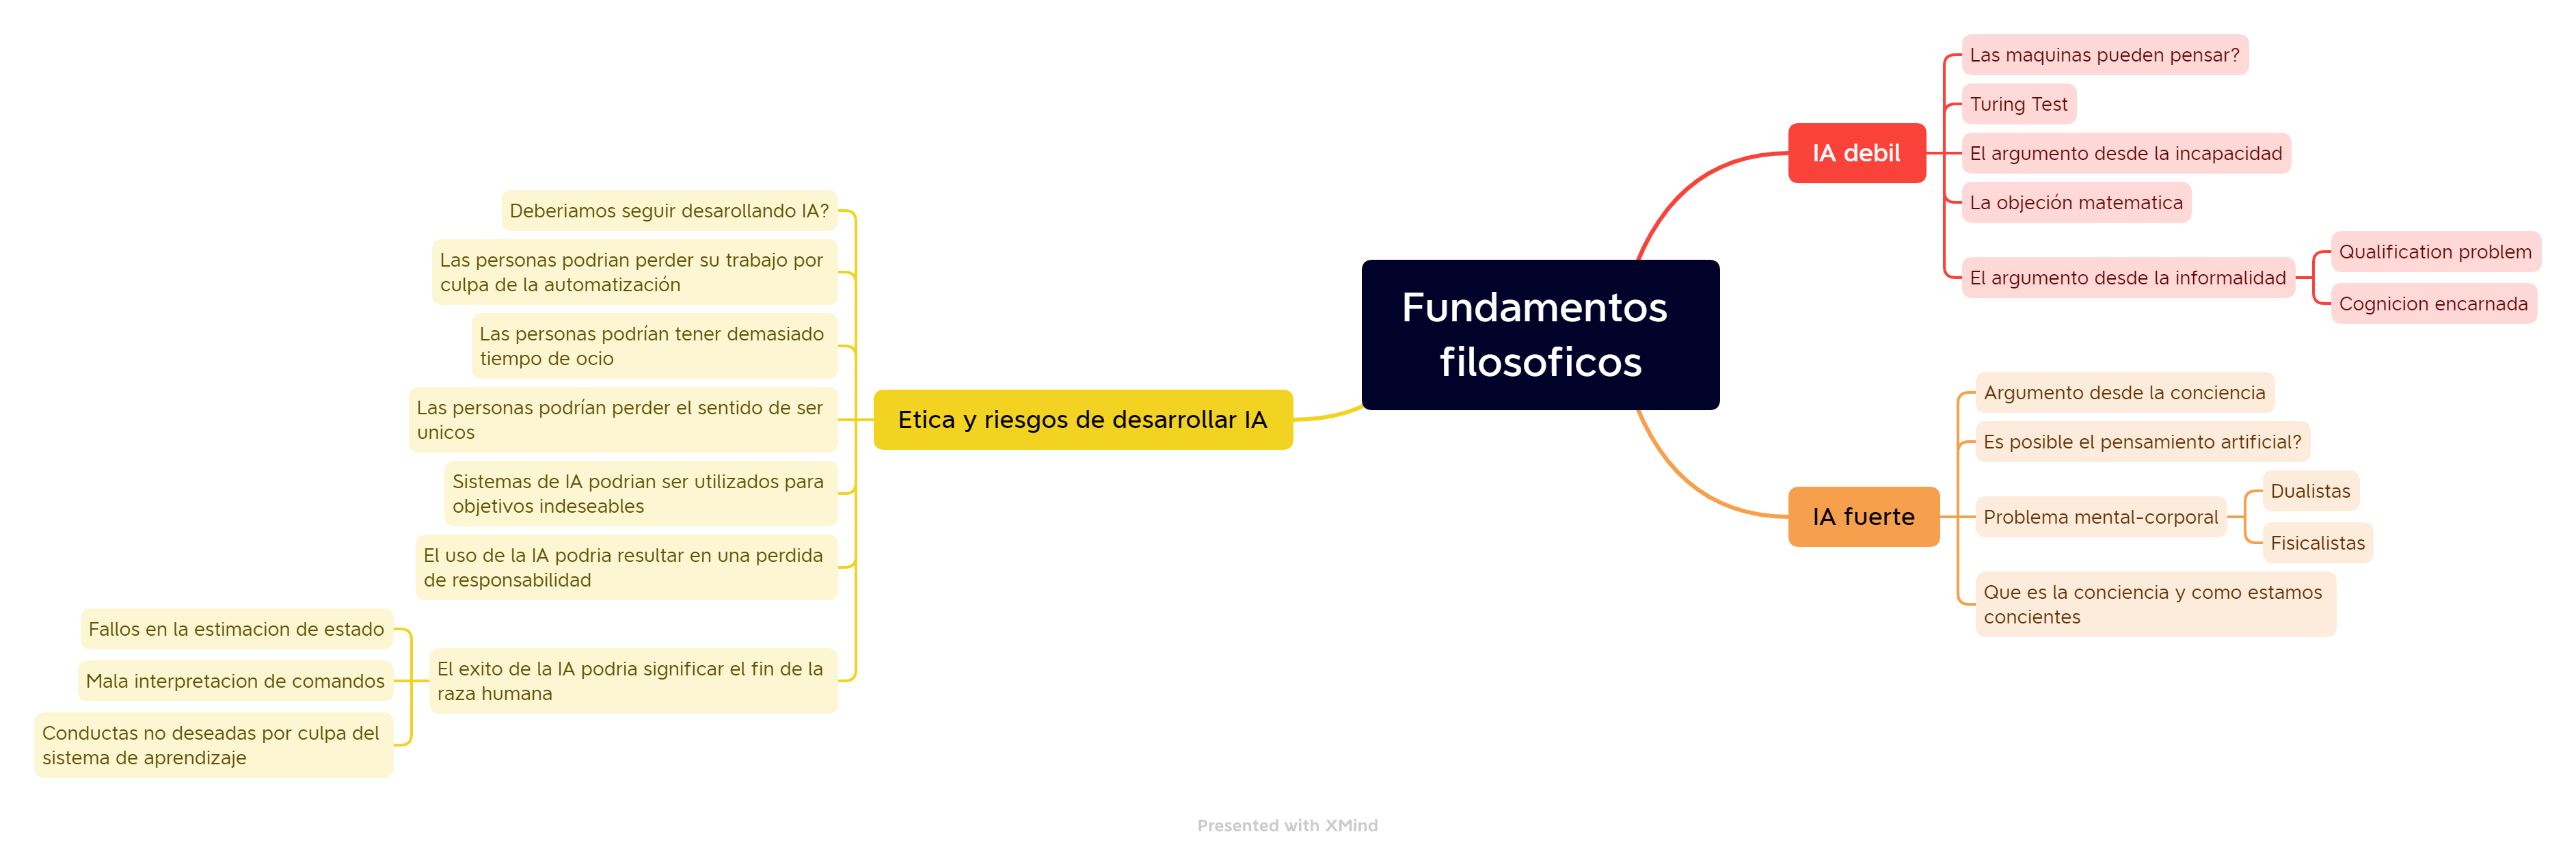 Fundamentos
filosoficos
IA debil
Las maquinas pueden pensar?
Turing Test
El argumento desde la incapacidad
La objeción matematica
El argumento desde la informalidad
Qualification problem
Cognicion encarnada
IA fuerte
Argumento desde la conciencia
Es posible el pensamiento artificial?
Problema mental-corporal
Dualistas
Fisicalistas
Que es la conciencia y como estamos
concientes
Etica y riesgos de desarrollar IA
Deberiamos seguir desarollando IA?
Las personas podrian perder su trabajo por
culpa de la automatización
Las personas podrían tener demasiado
tiempo de ocio
Las personas podrían perder el sentido de ser
unicos
Sistemas de IA podrian ser utilizados para
objetivos indeseables
El uso de la IA podria resultar en una perdida
de responsabilidad
El exito de la IA podria significar el fin de la
raza humana
Fallos en la estimacion de estado
Mala interpretacion de comandos
Conductas no deseadas por culpa del
sistema de aprendizaje
Presented with XMind